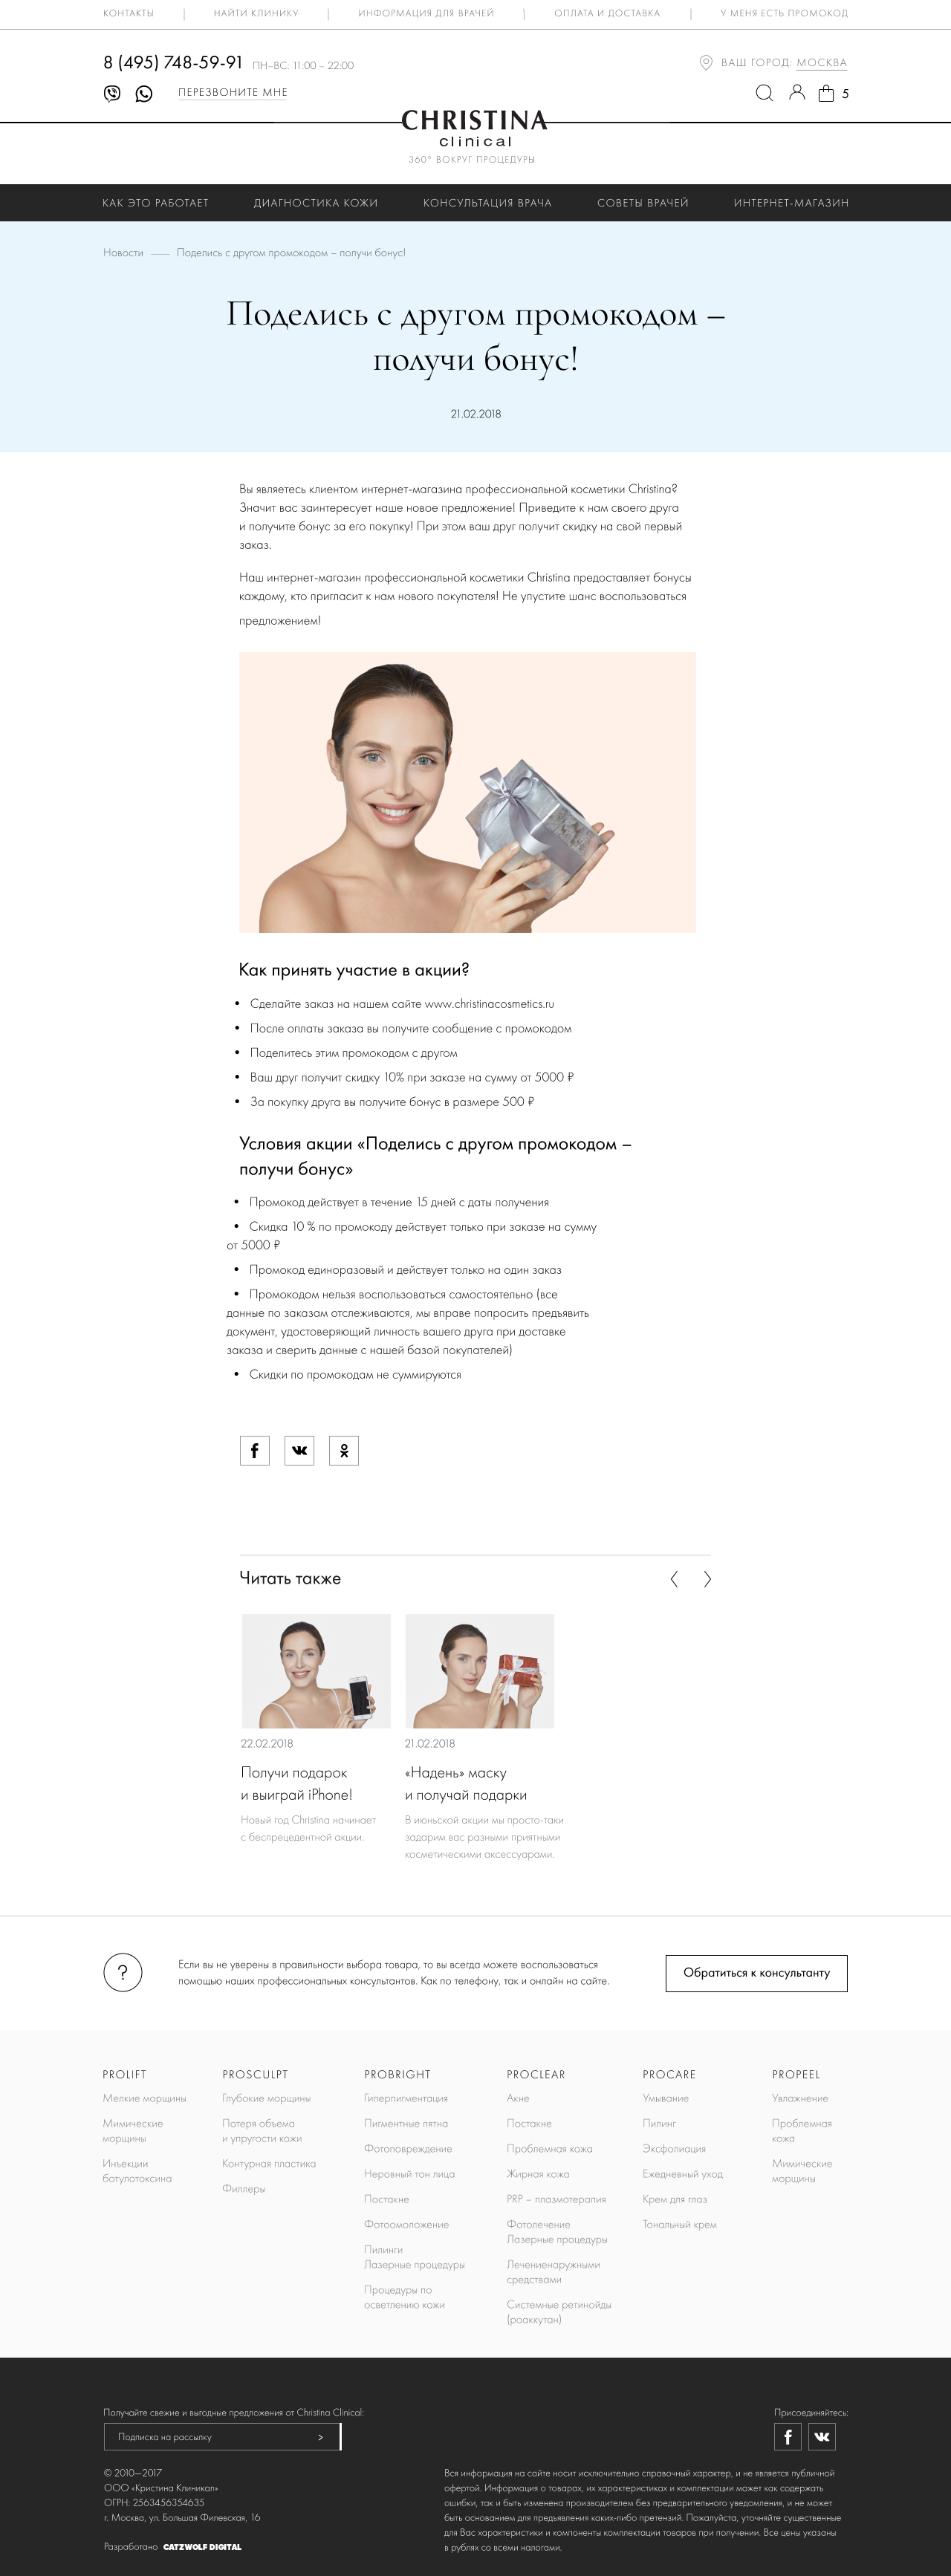 КОНТАКТЫ | НАЙТИ КЛИНИКУ | ИНФОРМАЦИЯ ДЛЯ ВРАЧЕЙ | ОПЛАТА И ДОСТАВКА | У МЕНЯ ЕСТЬ ПРОМОКОД
8 (495) 748-59-91 ПН–ВС: 11:00 – 22:00
ВАШ ГОРОД: МОСКВА
ПЕРЕЗВОНИТЕ МНЕ
5
CHRISTINA
clinical
360° ВОКРУГ ПРОЦЕДУРЫ
КАК ЭТО РАБОТАЕТ ДИАГНОСТИКА КОЖИ КОНСУЛЬТАЦИЯ ВРАЧА СОВЕТЫ ВРАЧЕЙ ИНТЕРНЕТ-МАГАЗИН
Новости —— Поделись с другом промокодом – получи бонус!
Поделись с другом промокодом –
получи бонус!
21.02.2018
Вы являетесь клиентом интернет-магазина профессиональной косметики Christina?
Значит вас заинтересует наше новое предложение! Приведите к нам своего друга
и получите бонус за его покупку! При этом ваш друг получит скидку на свой первый
заказ.
Наш интернет-магазин профессиональной косметики Christina предоставляет бонусы
каждому, кто пригласит к нам нового покупателя! Не упустите шанс воспользоваться
предложением!
Как принять участие в акции?
• Сделайте заказ на нашем сайте www.christinacosmetics.ru
• После оплаты заказа вы получите сообщение с промокодом
• Поделитесь этим промокодом с другом
• Ваш друг получит скидку 10% при заказе на сумму от 5000 ₽
• За покупку друга вы получите бонус в размере 500 ₽
Условия акции «Поделись с другом промокодом –
получи бонус»
• Промокод действует в течение 15 дней с даты получения
• Скидка 10 % по промокоду действует только при заказе на сумму
от 5000 ₽
• Промокод единоразовый и действует только на один заказ
• Промокодом нельзя воспользоваться самостоятельно (все
данные по заказам отслеживаются, мы вправе попросить предъявить
документ, удостоверяющий личность вашего друга при доставке
заказа и сверить данные с нашей базой покупателей)
• Скидки по промокодам не суммируются
Читать также
22.02.2018
Получи подарок
и выиграй iPhone!
Новый год Christina начинает
с беспрецедентной акции.
21.02.2018
«Надень» маску
и получай подарки
В июньской акции мы просто-таки
задарим вас разными приятными
косметическими аксессуарами.
?
Если вы не уверены в правильности выбора товара, то вы всегда можете воспользоваться
помощью наших профессиональных консультантов. Как по телефону, так и онлайн на сайте.
Обратиться к консультанту
PROLIFT
Мелкие морщины
Мимические
морщины
Инъекции
ботулотоксина
PROSCULPT
Глубокие морщины
Потеря объема
и упругости кожи
Контурная пластика
Филлеры
PROBRIGHT
Гиперпигментация
Пигментные пятна
Фотоповреждение
Неровный тон лица
Постакне
Фотоомоложение
Пилинги
Лазерные процедуры
Процедуры по
осветлению кожи
PROCLEAR
Акне
Постакне
Проблемная кожа
Жирная кожа
PRP – плазмотерапия
Фотолечение
Лазерные процедуры
Лечениенаружными
средствами
Системные ретинойды
(роаккутан)
PROCARE
Умывание
Пилинг
Эксфолиация
Ежедневный уход
Крем для глаз
Тональный крем
PROPEEL
Увлажнение
Проблемная
кожа
Мимические
морщины
Получайте свежие и выгодные предложения от Christina Clinical:
Подписка на рассылку >
Присоединяйтесь:
© 2010—2017
ООО «Кристина Клиникал»
ОГРН: 2563456354635
г. Москва, ул. Большая Филевская, 16
Разработано CATZWOLF DIGITAL
Вся информация на сайте носит исключительно справочный характер, и не является публичной
офертой. Информация о товарах, их характеристиках и комплектации может как содержать
ошибки, так и быть изменена производителем без предварительного уведомления, и не может
быть основанием для предъявления каких-либо претензий. Пожалуйста, уточняйте существенные
для Вас характеристики и компоненты комплектации товаров при получении. Все цены указаны
в рублях со всеми налогами.